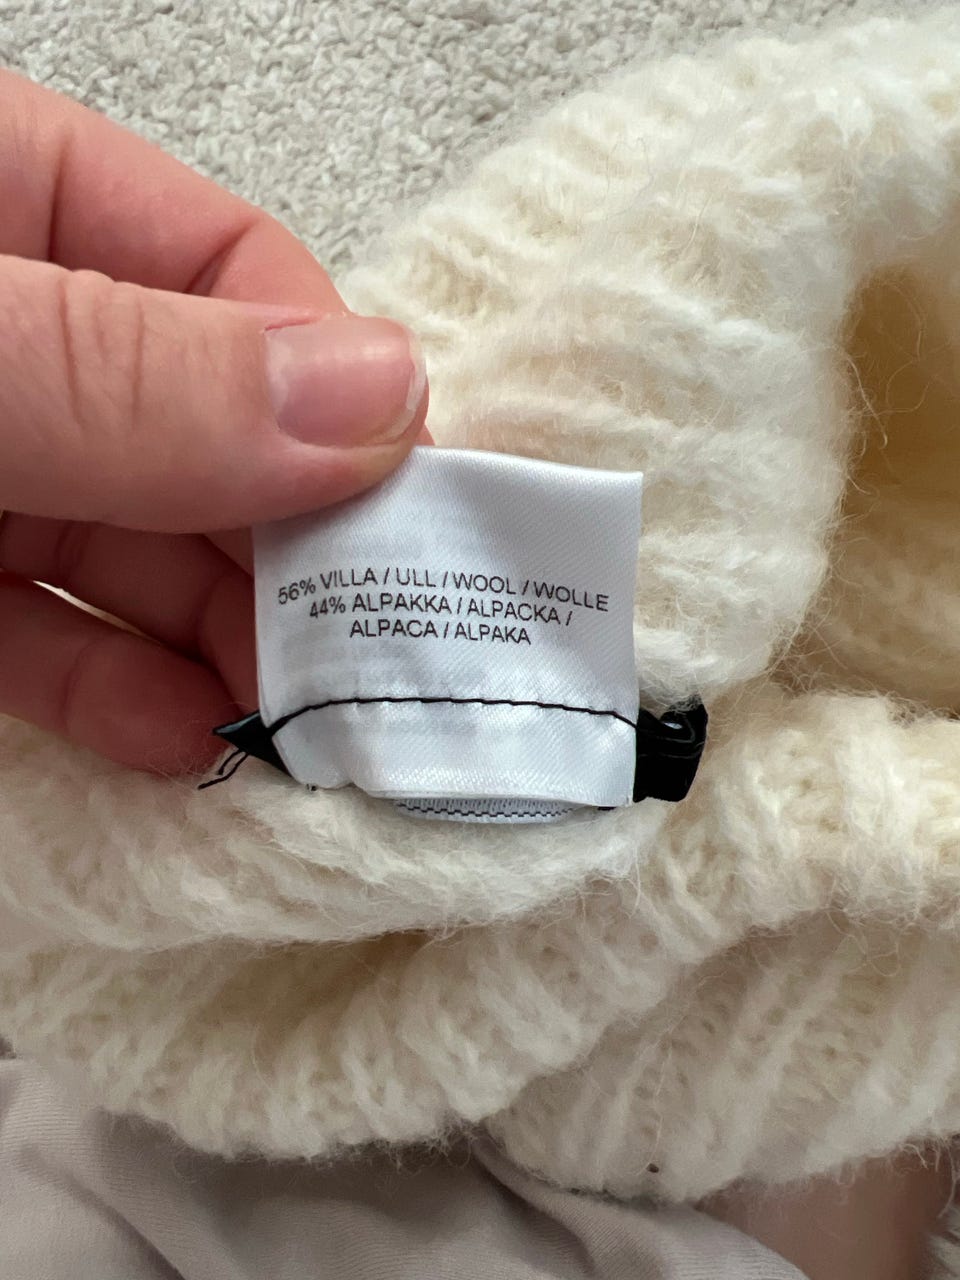 56% VILLA / ULL / WOOL / WOLLE
44% ALPAKKA / ALPACKA /
ALPACA / ALPAKA